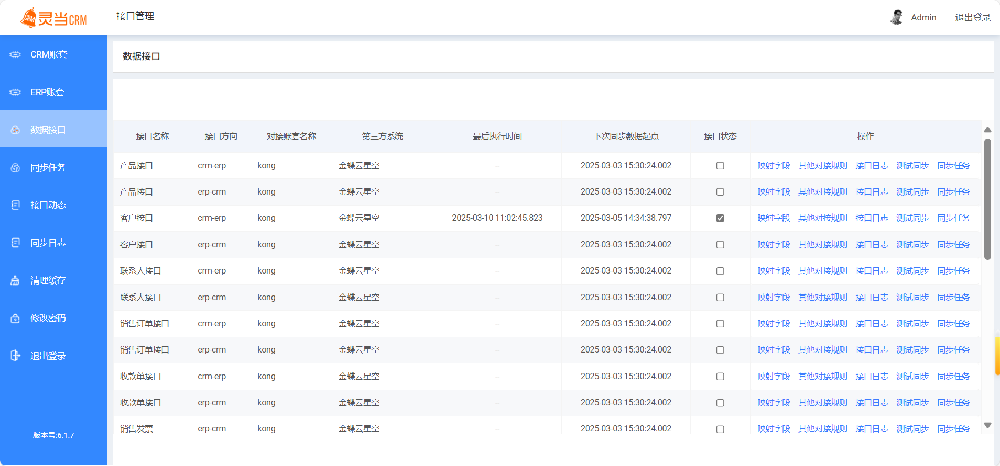 CRM 灵当CRM
接口管理
Admin
退出登录
CRM账套
ERP账套
数据接口
同步任务
接口动态
同步日志
清理缓存
修改密码
退出登录
版本号:6.1.7
数据接口
接口名称 接口方向 对接账套名称 第三方系统 最后执行时间 下次同步数据起点 接口状态 操作
产品接口 crm-erp kong 金蝶云星空 -- 2025-03-03 15:30:24.002 映射字段 其他对接规则 接口日志 测试同步 同步任务
产品接口 erp-crm kong 金蝶云星空 -- 2025-03-03 15:30:24.002 映射字段 其他对接规则 接口日志 测试同步 同步任务
客户接口 crm-erp kong 金蝶云星空 2025-03-10 11:02:45.823 2025-03-05 14:34:38.797 映射字段 其他对接规则 接口日志 测试同步 同步任务
客户接口 erp-crm kong 金蝶云星空 -- 2025-03-03 15:30:24.002 映射字段 其他对接规则 接口日志 测试同步 同步任务
联系人接口 crm-erp kong 金蝶云星空 -- 2025-03-03 15:30:24.002 映射字段 其他对接规则 接口日志 测试同步 同步任务
联系人接口 erp-crm kong 金蝶云星空 -- 2025-03-03 15:30:24.002 映射字段 其他对接规则 接口日志 测试同步 同步任务
销售订单接口 crm-erp kong 金蝶云星空 -- 2025-03-03 15:30:24.002 映射字段 其他对接规则 接口日志 测试同步 同步任务
销售订单接口 erp-crm kong 金蝶云星空 -- 2025-03-03 15:30:24.002 映射字段 其他对接规则 接口日志 测试同步 同步任务
收款单接口 crm-erp kong 金蝶云星空 -- 2025-03-03 15:30:24.002 映射字段 其他对接规则 接口日志 测试同步 同步任务
收款单接口 erp-crm kong 金蝶云星空 -- 2025-03-03 15:30:24.002 映射字段 其他对接规则 接口日志 测试同步 同步任务
销售发票 erp-crm kong 金蝶云星空 -- 2025-03-03 15:30:24.002 映射字段 其他对接规则 接口日志 测试同步 同步任务